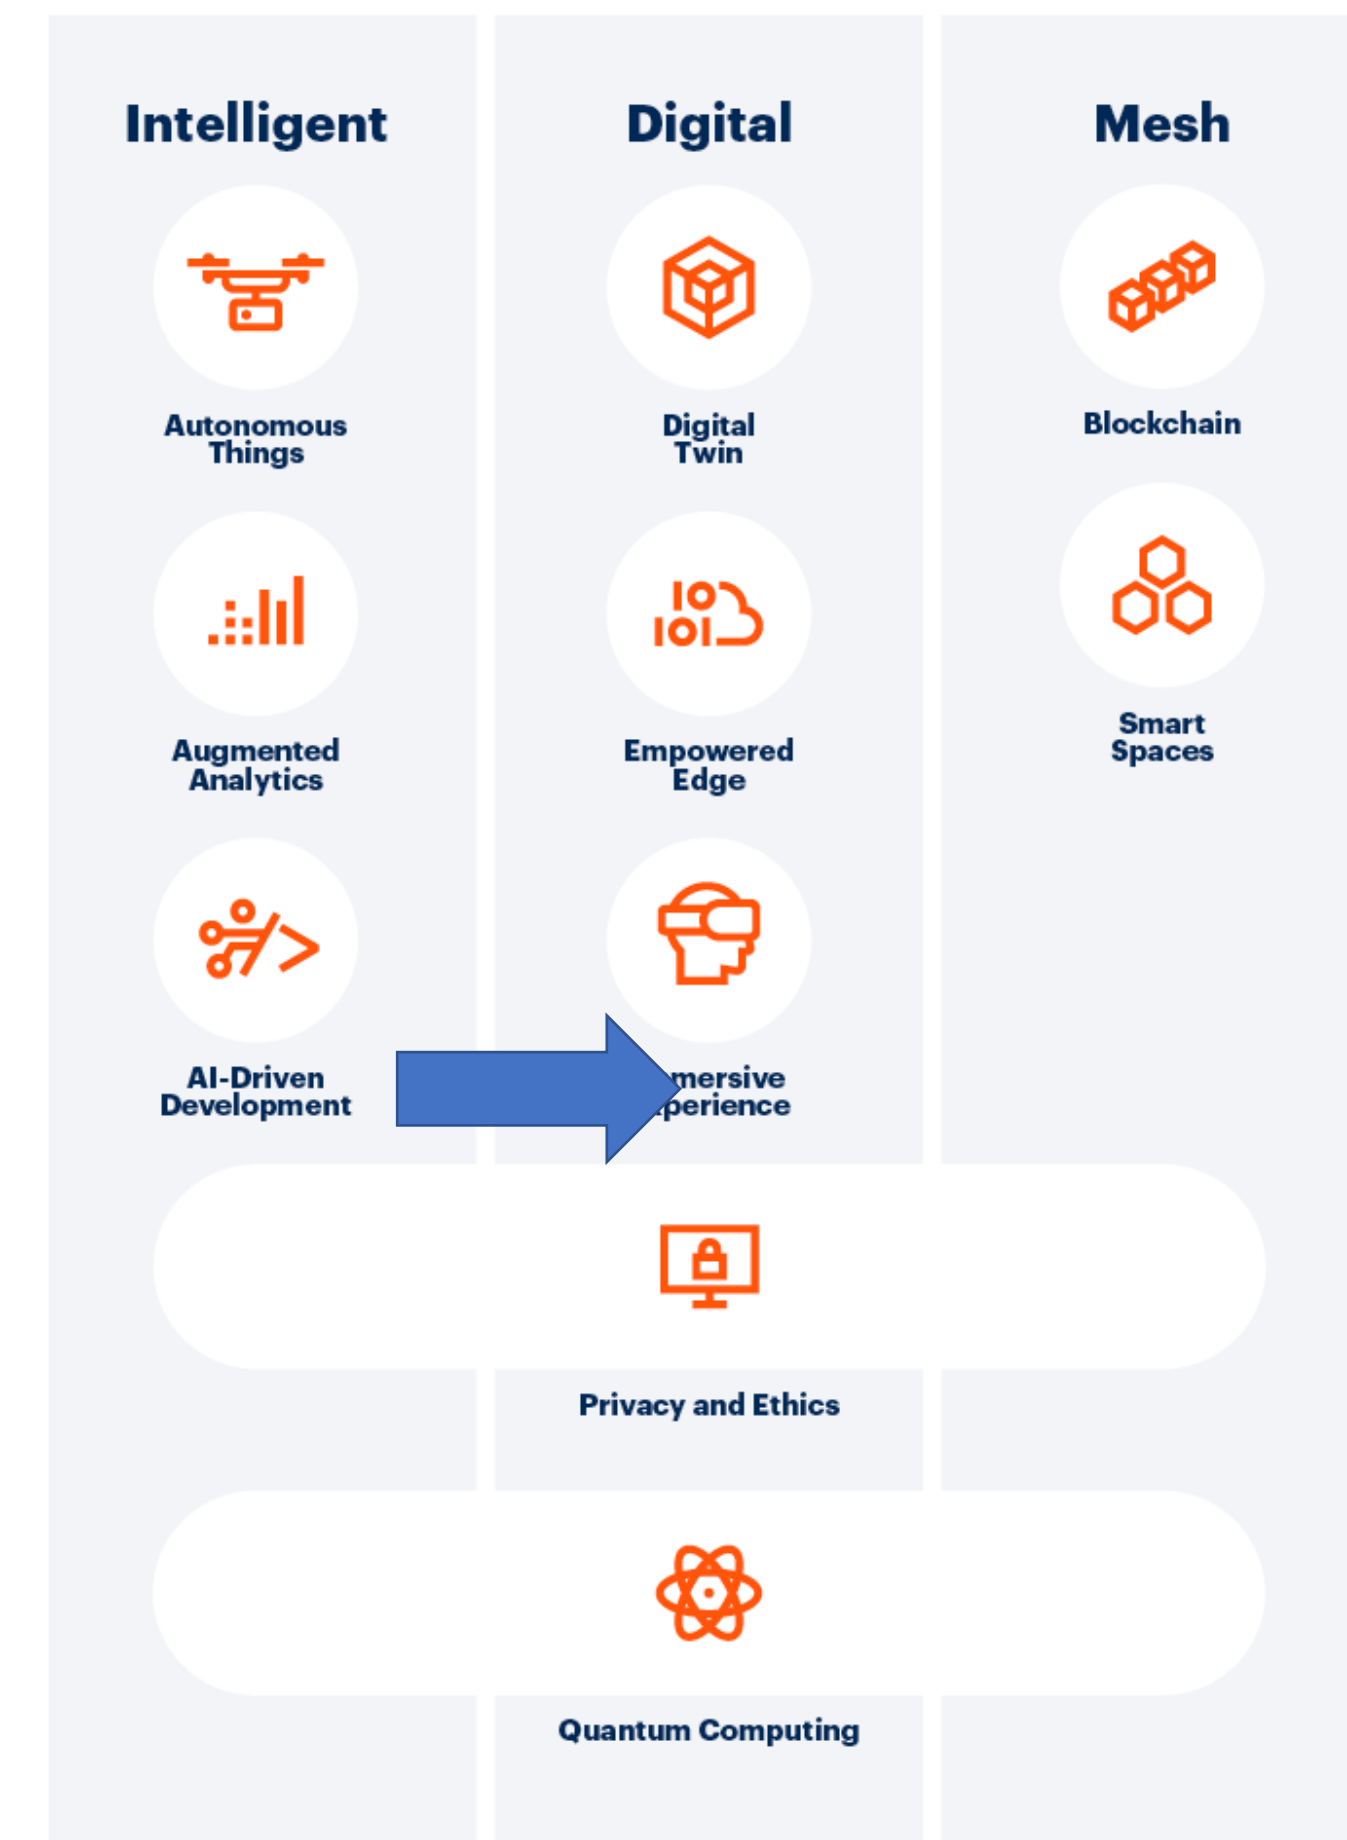 Intelligent
Digital
Mesh
Autonomous
Things
Digital
Twin
Blockchain
Augmented
Analytics
Empowered
Edge
Smart
Spaces
AI-Driven
Development
mersive
perience
Privacy and Ethics
Quantum Computing